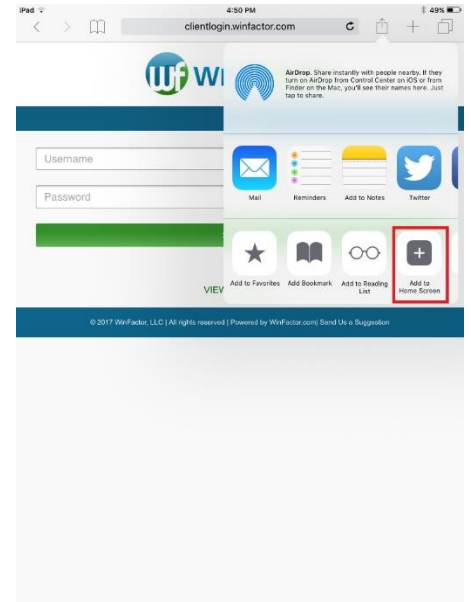 iPad
4:50 PM
49%
clientlogin.winfactor.com
Wf WI
AirDrop. Share instantly with people nearby. If they
turn on AirDrop from Control Center on iOS or from
Finder on the Mac, you'll see their names here. Just
tap to share.
Username
Password
Mail
Reminders
Add to Notes
Twitter
Add to Favorites
Add Bookmark
Add to Reading
List
Add to
Home Screen
VIEW
© 2017 WinFactor, LLC | All rights reserved | Powered by WinFactor.com| Send Us a Suggestion